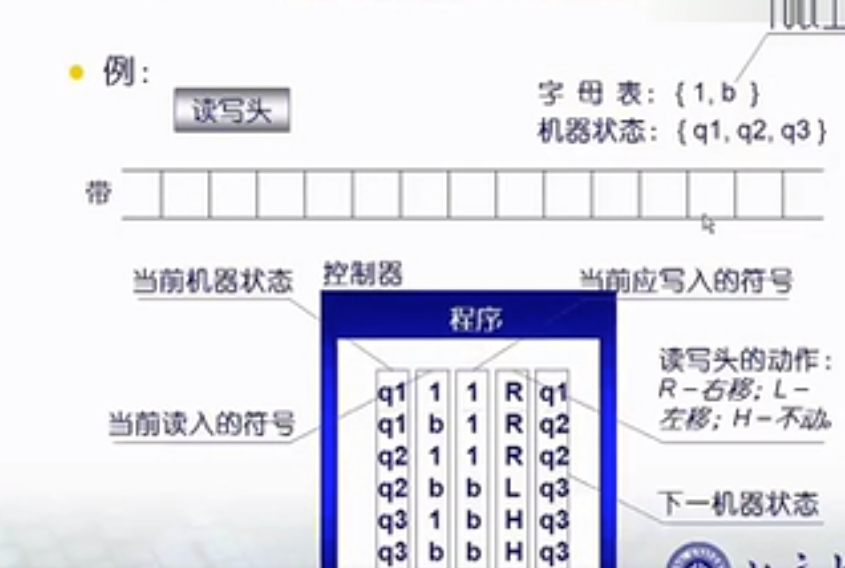 例：
读写头
字 母 表：{ 1, b }
机器状态：{ q1, q2, q3 }
带
当前机器状态
控制器
当前应写入的符号
程序
读写头的动作：
R－右移；L－
左移；H－不动。
当前读入的符号
q1 1 1 R q1
q1 b 1 R q2
q2 1 1 R q2
q2 b b L q3
q3 1 b H q3
q3 b b H q3
下一机器状态